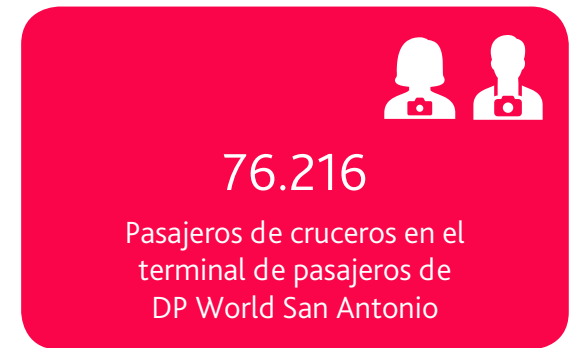 76.216
Pasajeros de cruceros en el
terminal de pasajeros de
DP World San Antonio